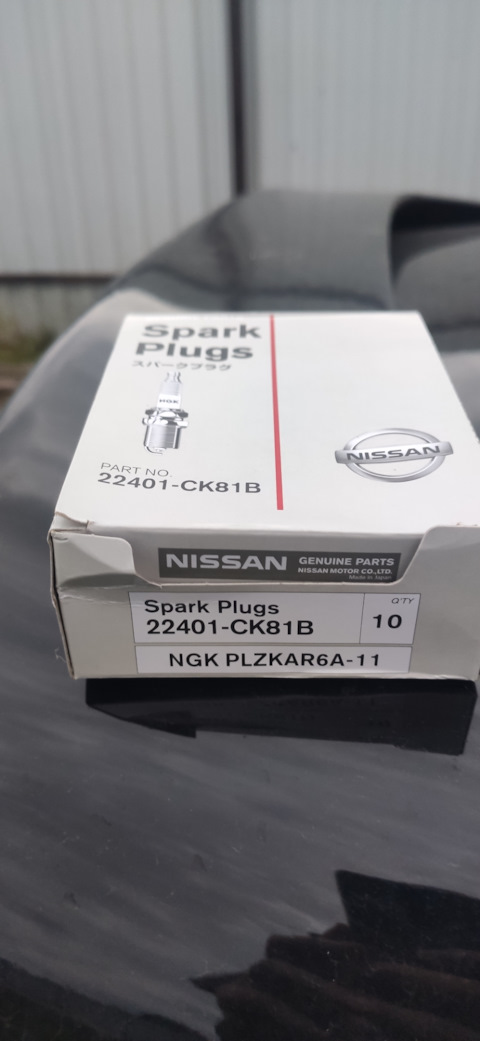 Spark
Plugs
スパークプラグ
NGK
PART NO.
22401-CK81B
NISSAN
NISSAN GENUINE PARTS
NISSAN MOTOR CO.,LTD.
Made in Japan
Spark Plugs
22401-CK81B
Q'TY
10
NGK PLZKAR6A-11